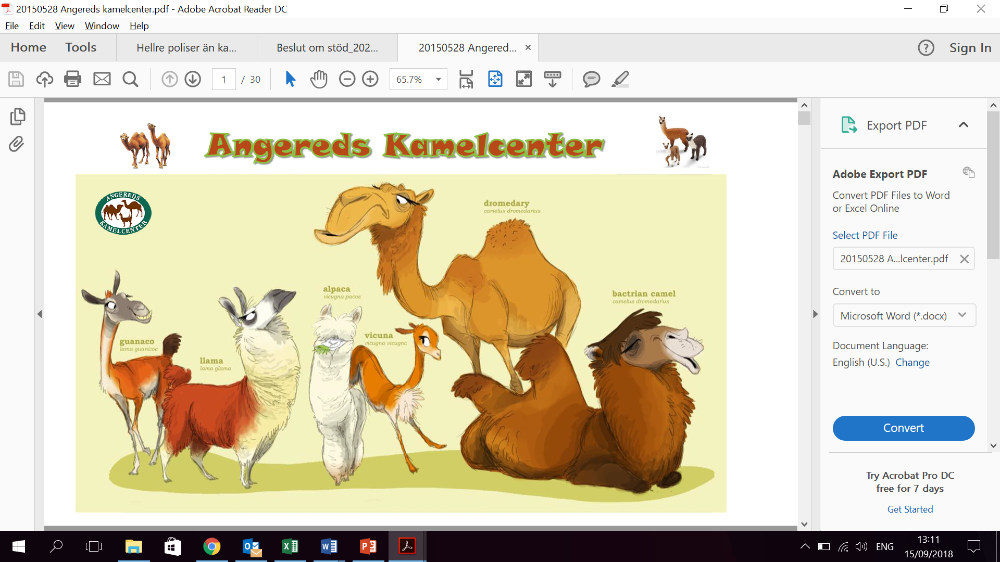 20150528 Angereds kamelcenter.pdf - Adobe Acrobat Reader DC
File Edit View Window Help
Home Tools Hellre poliser än ka... Beslut om stöd_202... 20150528 Angered... × ? Sign In
1 / 30 65.7%
Angereds Kamelcenter
ANGEREDS
KAMELCENTER
dromedary
camelus dromedarius
alpaca
vicugna pacos
bactrian camel
camelus dromedarius
vicuna
vicugna vicugna
guanaco
lama guanicoe
llama
lama glama
Export PDF
Adobe Export PDF
Convert PDF Files to Word
or Excel Online
Select PDF File
20150528 A...lcenter.pdf
Convert to
Microsoft Word (*.docx)
Document Language:
English (U.S.) Change
Convert
Try Acrobat Pro DC
free for 7 days
Get Started
ENG
13:11
15/09/2018